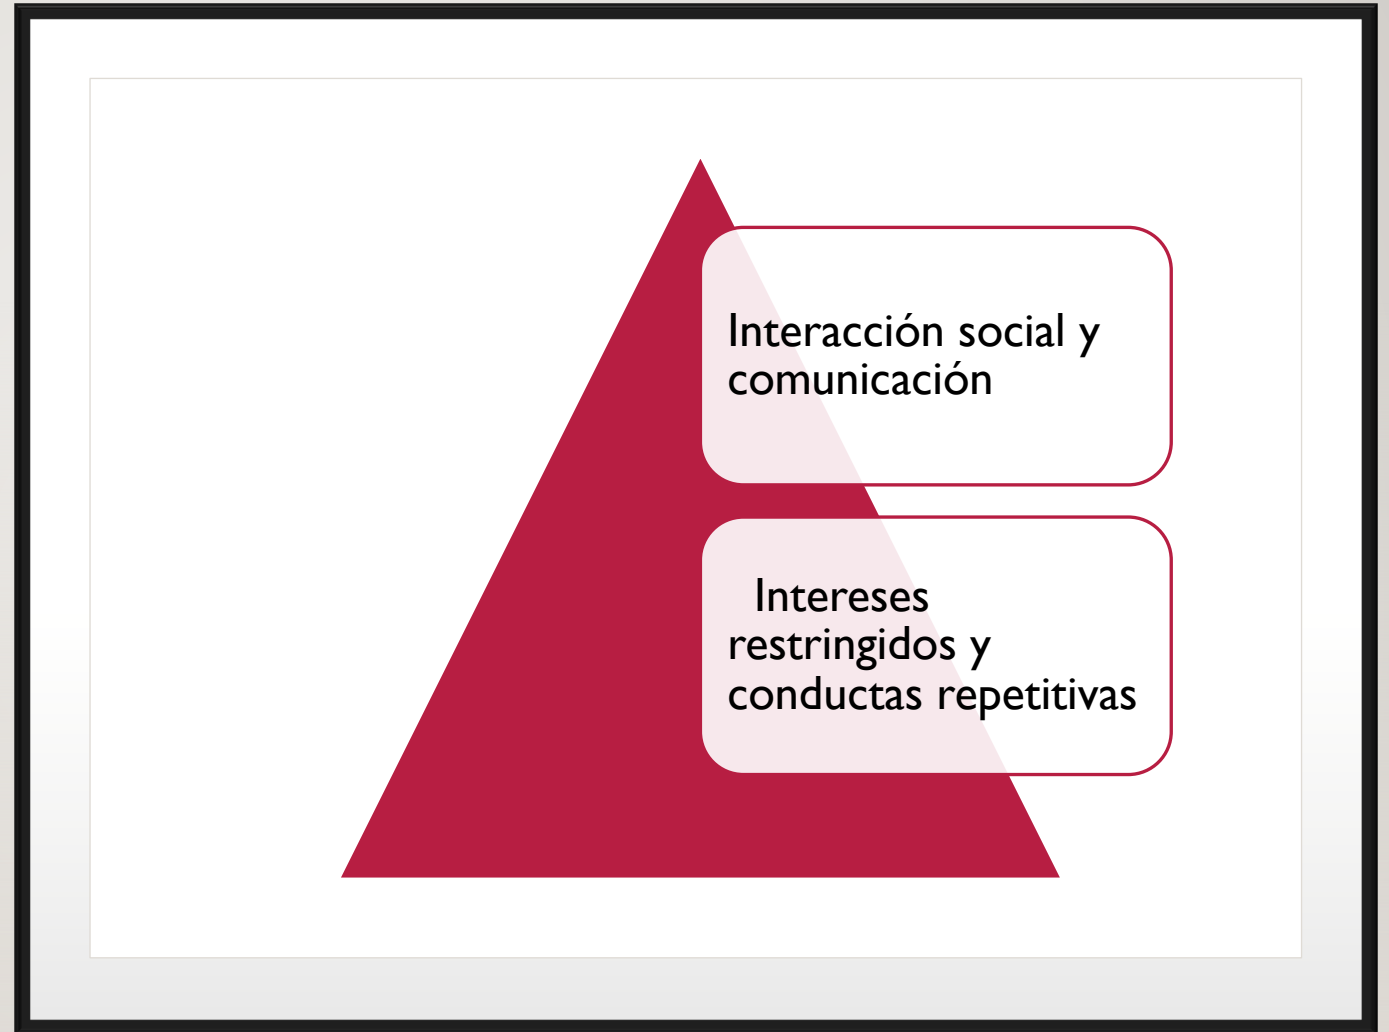 Interacción social y
comunicación
Intereses
restringidos y
conductas repetitivas